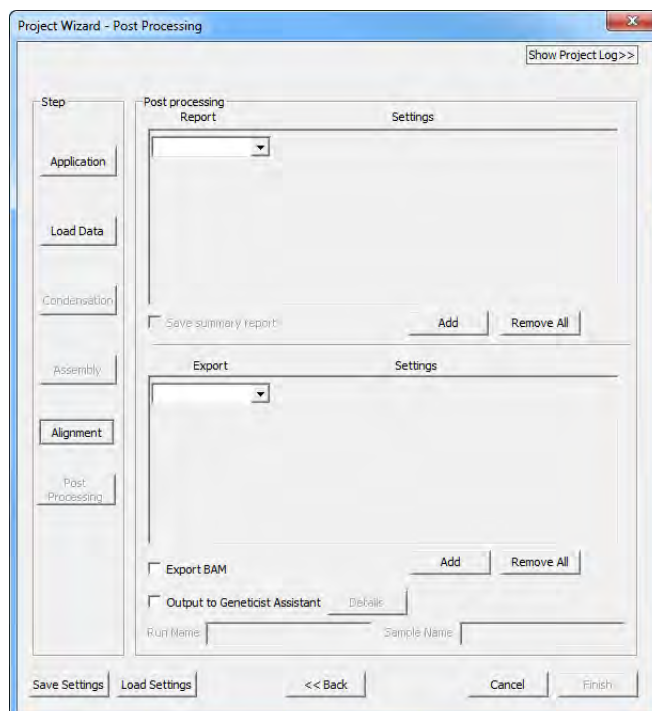 Project Wizard - Post Processing
Show Project Log>>
Step
Post processing
Report Settings
Application
Load Data
Condensation
Save summary report
Add Remove All
Assembly
Export Settings
Alignment
Post
Processing
Export BAM
Add Remove All
Output to Geneticist Assistant Details
Run Name Sample Name
Save Settings Load Settings << Back Cancel Finish